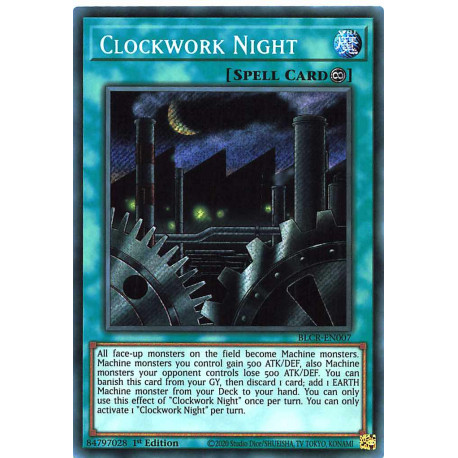 Clockwork Night
[Spell Card]
BLCR-EN007
All face-up monsters on the field become Machine monsters.
Machine monsters you control gain 500 ATK/DEF, also Machine
monsters your opponent controls lose 500 ATK/DEF. You can
banish this card from your GY, then discard 1 card; add 1 EARTH
Machine monster from your Deck to your hand. You can only
use this effect of "Clockwork Night" once per turn. You can only
activate 1 "Clockwork Night" per turn.
84797028 1st Edition ©2020 Studio Dice/SHUEISHA, TV TOKYO, KONAMI